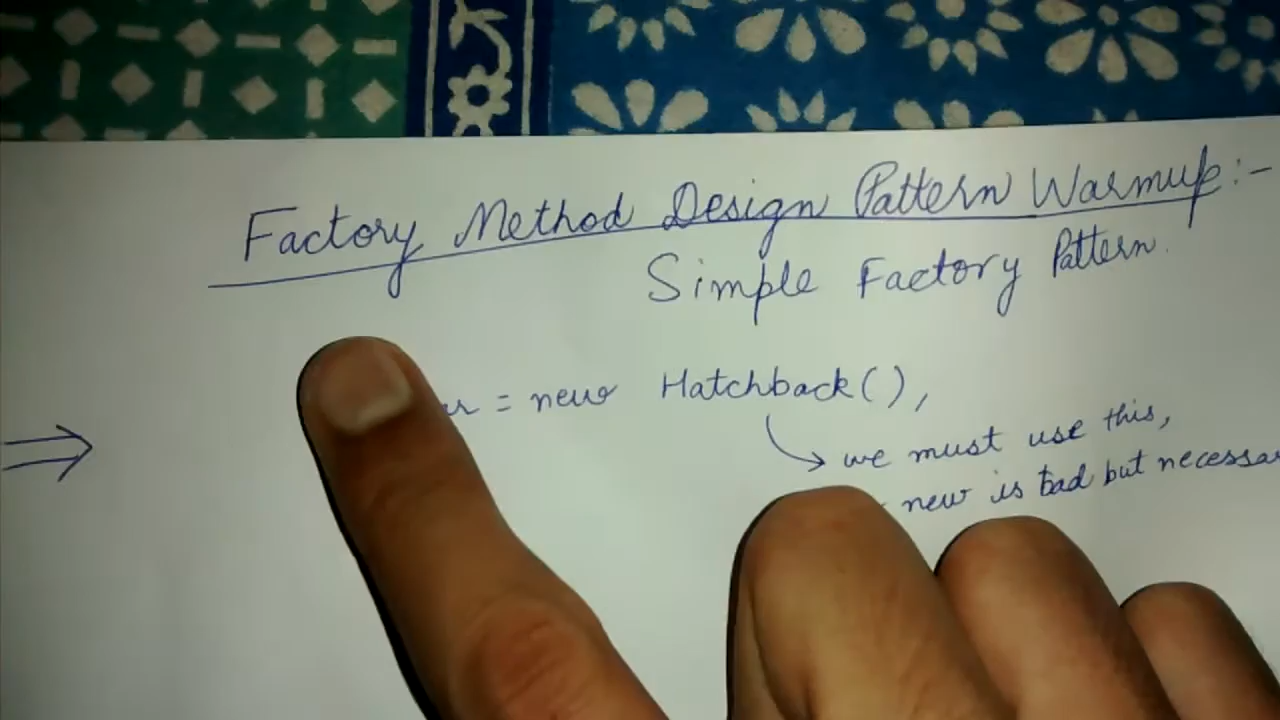 Factory Method Design Pattern Warmup:-
Simple Factory Pattern.
= new Hatchback(),
we must use this,
new is bad but necessar